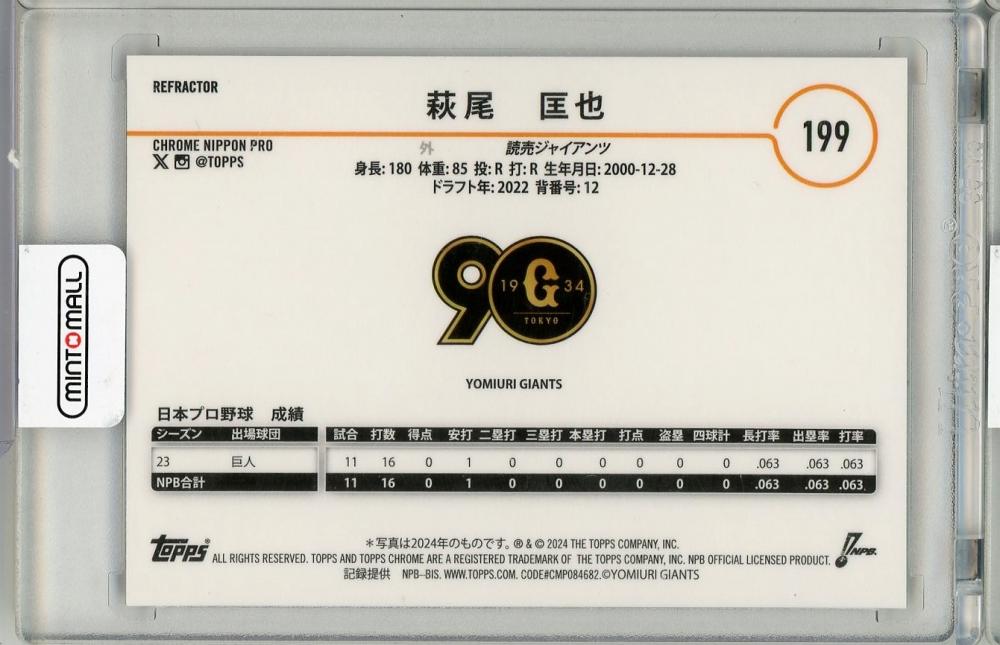 REFRACTOR
萩尾 匡也
199
CHROME NIPPON PRO
@TOPPS
外 読売ジャイアンツ
身長: 180 体重: 85 投: R 打: R 生年月日: 2000-12-28
ドラフト年: 2022 背番号: 12
90
19 G 34
TOKYO
YOMIURI GIANTS
MINTOMALL
日本プロ野球 成績
シーズン 出場球団 試合 打数 得点 安打 二塁打 三塁打 本塁打 打点 盗塁 四球計 長打率 出塁率 打率
23 巨人 11 16 0 1 0 0 0 0 0 0 .063 .063 .063
NPB合計 11 16 0 1 0 0 0 0 0 0 .063 .063 .063
topps®
＊写真は2024年のものです。 ® & © 2024 THE TOPPS COMPANY, INC.
ALL RIGHTS RESERVED. TOPPS AND TOPPS CHROME ARE A REGISTERED TRADEMARK OF THE TOPPS COMPANY, INC. NPB OFFICIAL LICENSED PRODUCT.
NPB.
記録提供 NPB-BIS. WWW.TOPPS.COM. CODE#CMP084682.©YOMIURI GIANTS